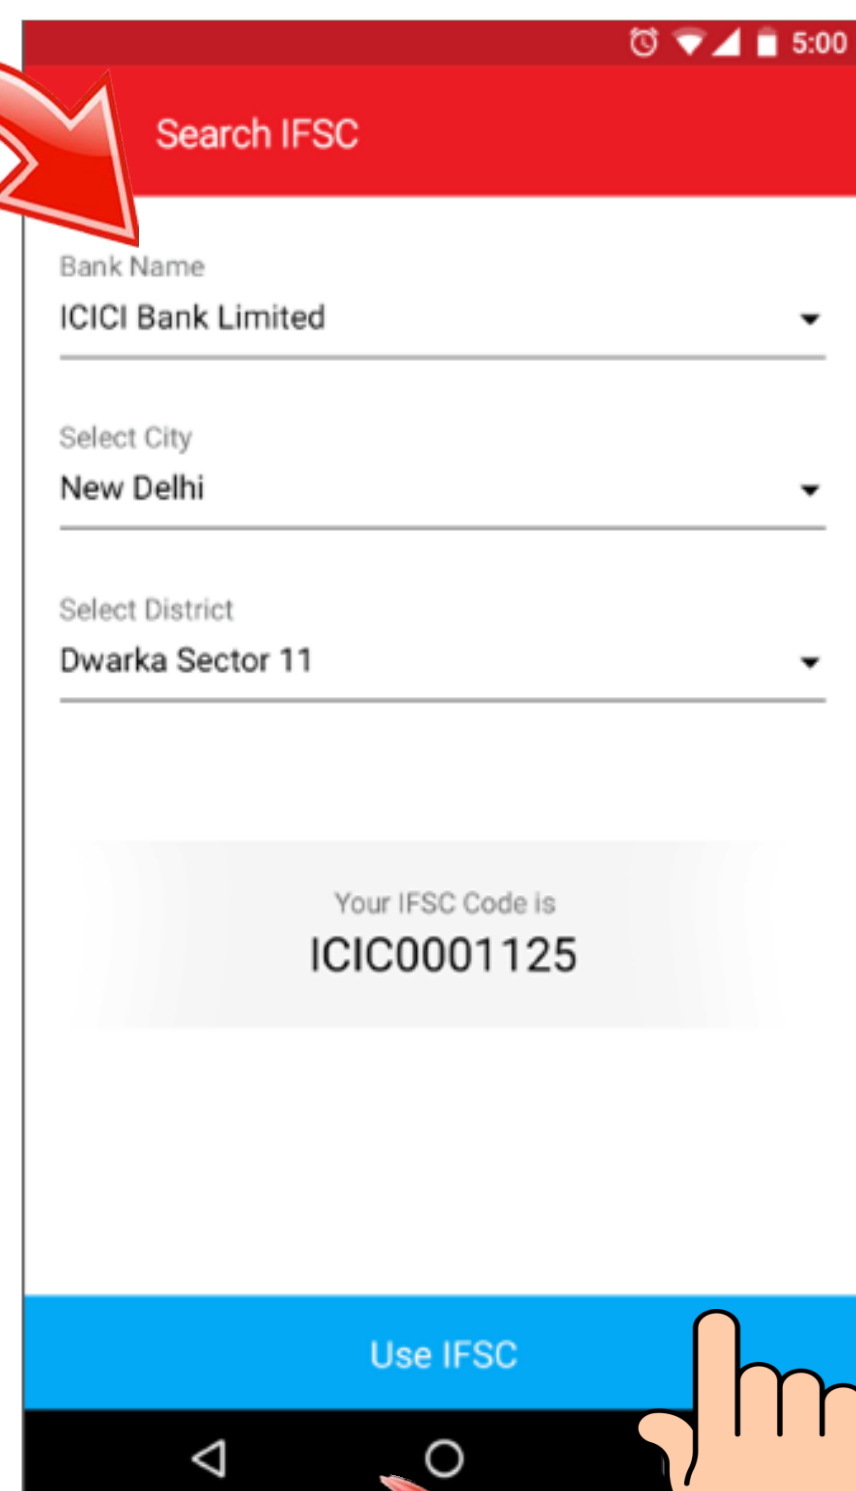 5:00
Search IFSC
Bank Name
ICICI Bank Limited
Select City
New Delhi
Select District
Dwarka Sector 11
Your IFSC Code is
ICIC0001125
Use IFSC